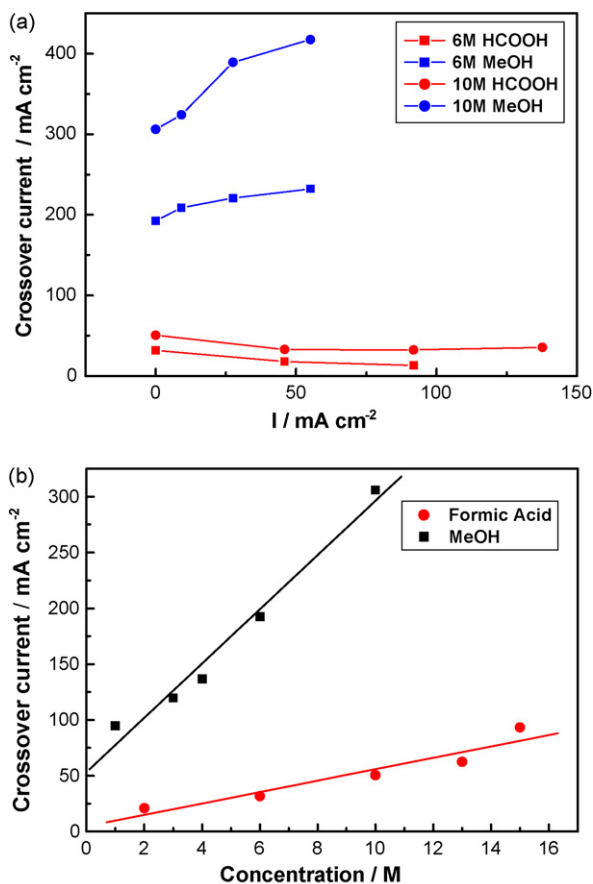 (a)
6M HCOOH
6M MeOH
10M HCOOH
10M MeOH
Crossover current / mA cm-2
400
300
200
100
0
0 50 100 150
I / mA cm-2
(b)
Formic Acid
MeOH
Crossover current / mA cm-2
300
250
200
150
100
50
0
0 2 4 6 8 10 12 14 16
Concentration / M